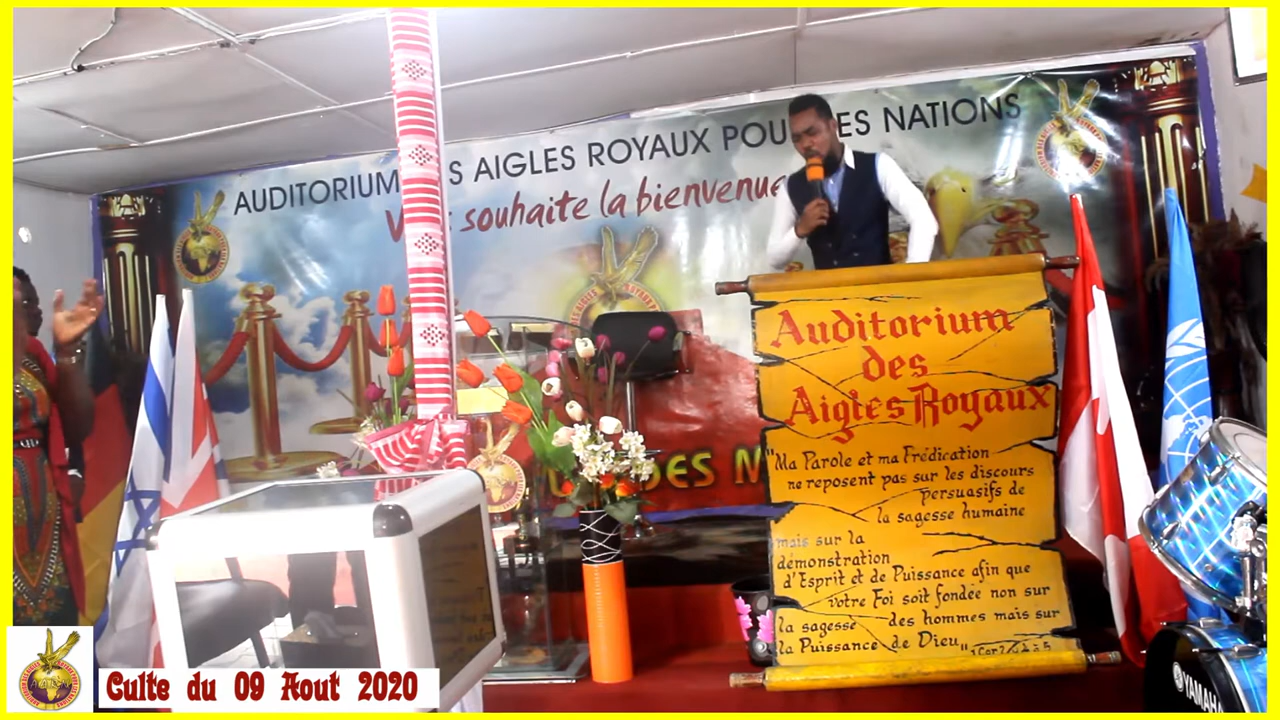 AUDITORIUM S AIGLES ROYAUX POU ES NATIONS
souhaite la bienvenue
Auditorium
des
Aigles Royaux
"Ma Parole et ma Prédication
ne reposent pas sur les discours
persuasifs de
la sagesse humaine
mais sur la
démonstration
d'Esprit et de Puissance afin que
votre Foi soit fondée non sur
la sagesse des hommes mais sur
la Puissance de Dieu"
DES M
YAMAHA
Culte du 09 Aout 2020